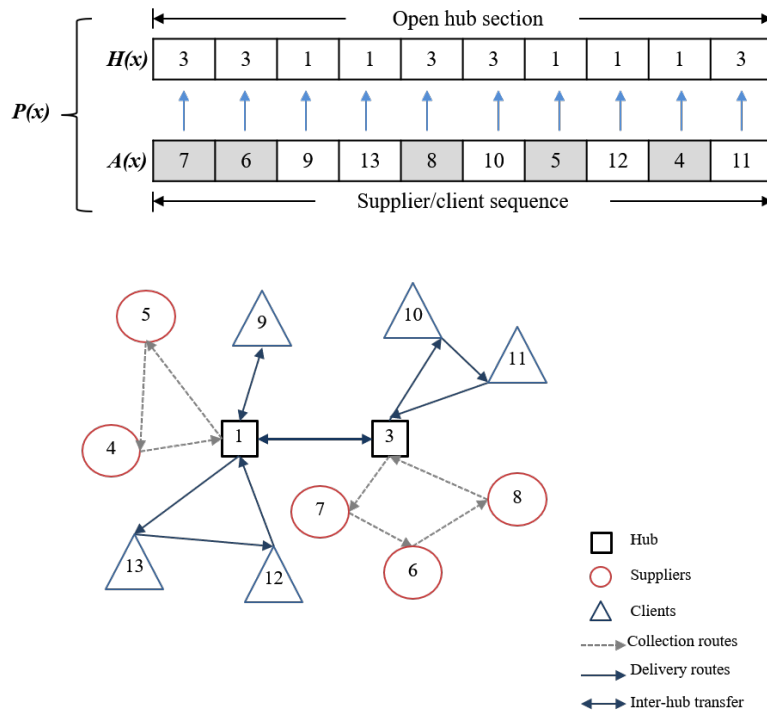 Open hub section
H(x) 3 3 1 1 3 3 1 1 1 3
P(x)
A(x) 7 6 9 13 8 10 5 12 4 11
Supplier/client sequence
5
9
10
11
4
1
3
7
8
6
13
12
Hub
Suppliers
Clients
Collection routes
Delivery routes
Inter-hub transfer